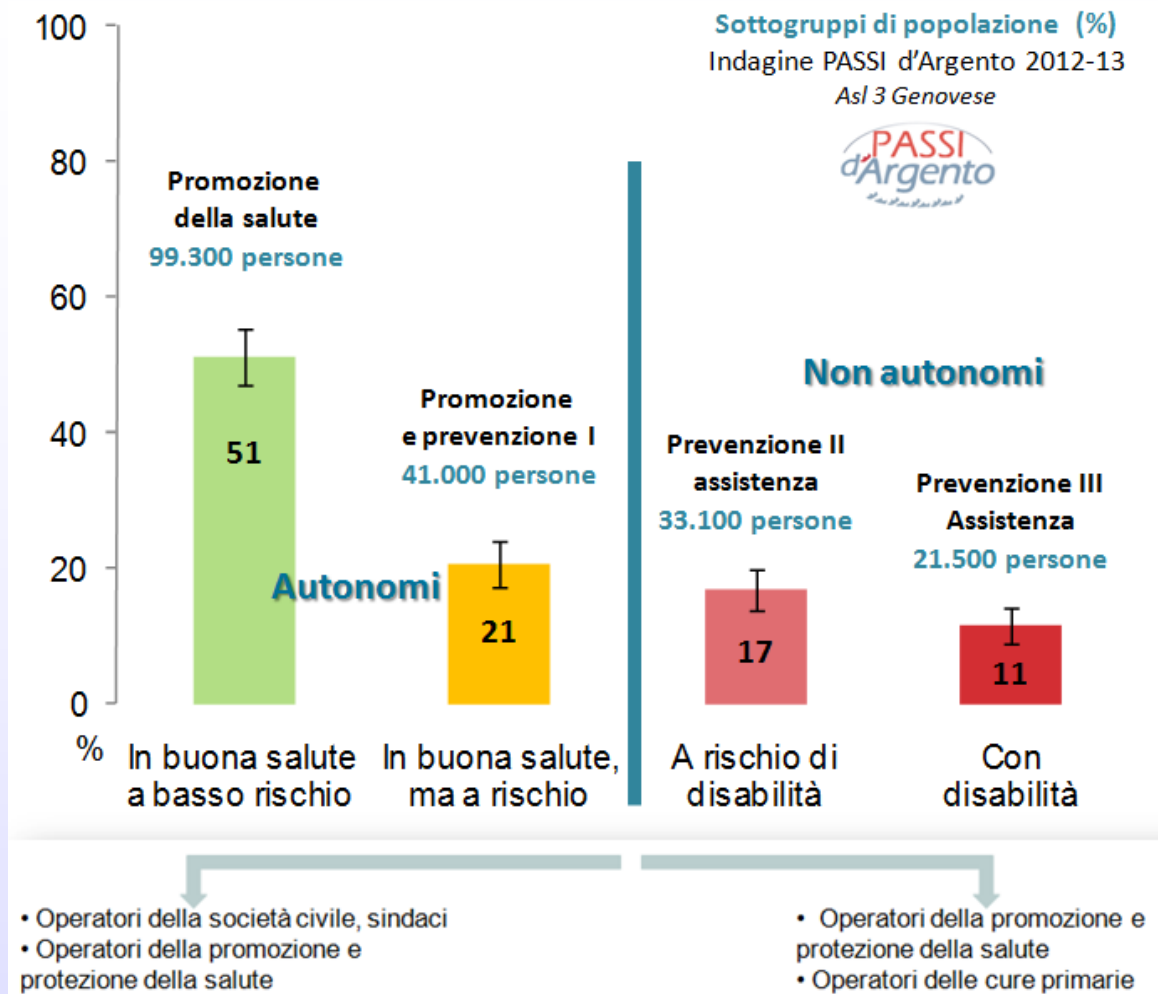 Sottogruppi di popolazione (%)
Indagine PASSI d'Argento 2012-13
Asl 3 Genovese
PASSI
d'Argento
100
80
60
40
20
0
%
Promozione
della salute
99.300 persone
51
Promozione
e prevenzione I
41.000 persone
21
Autonomi
Non autonomi
Prevenzione II
assistenza
33.100 persone
17
Prevenzione III
Assistenza
21.500 persone
11
In buona salute
a basso rischio
In buona salute,
ma a rischio
A rischio di
disabilità
Con
disabilità
• Operatori della società civile, sindaci
• Operatori della promozione e
protezione della salute
• Operatori della promozione e
protezione della salute
• Operatori delle cure primarie